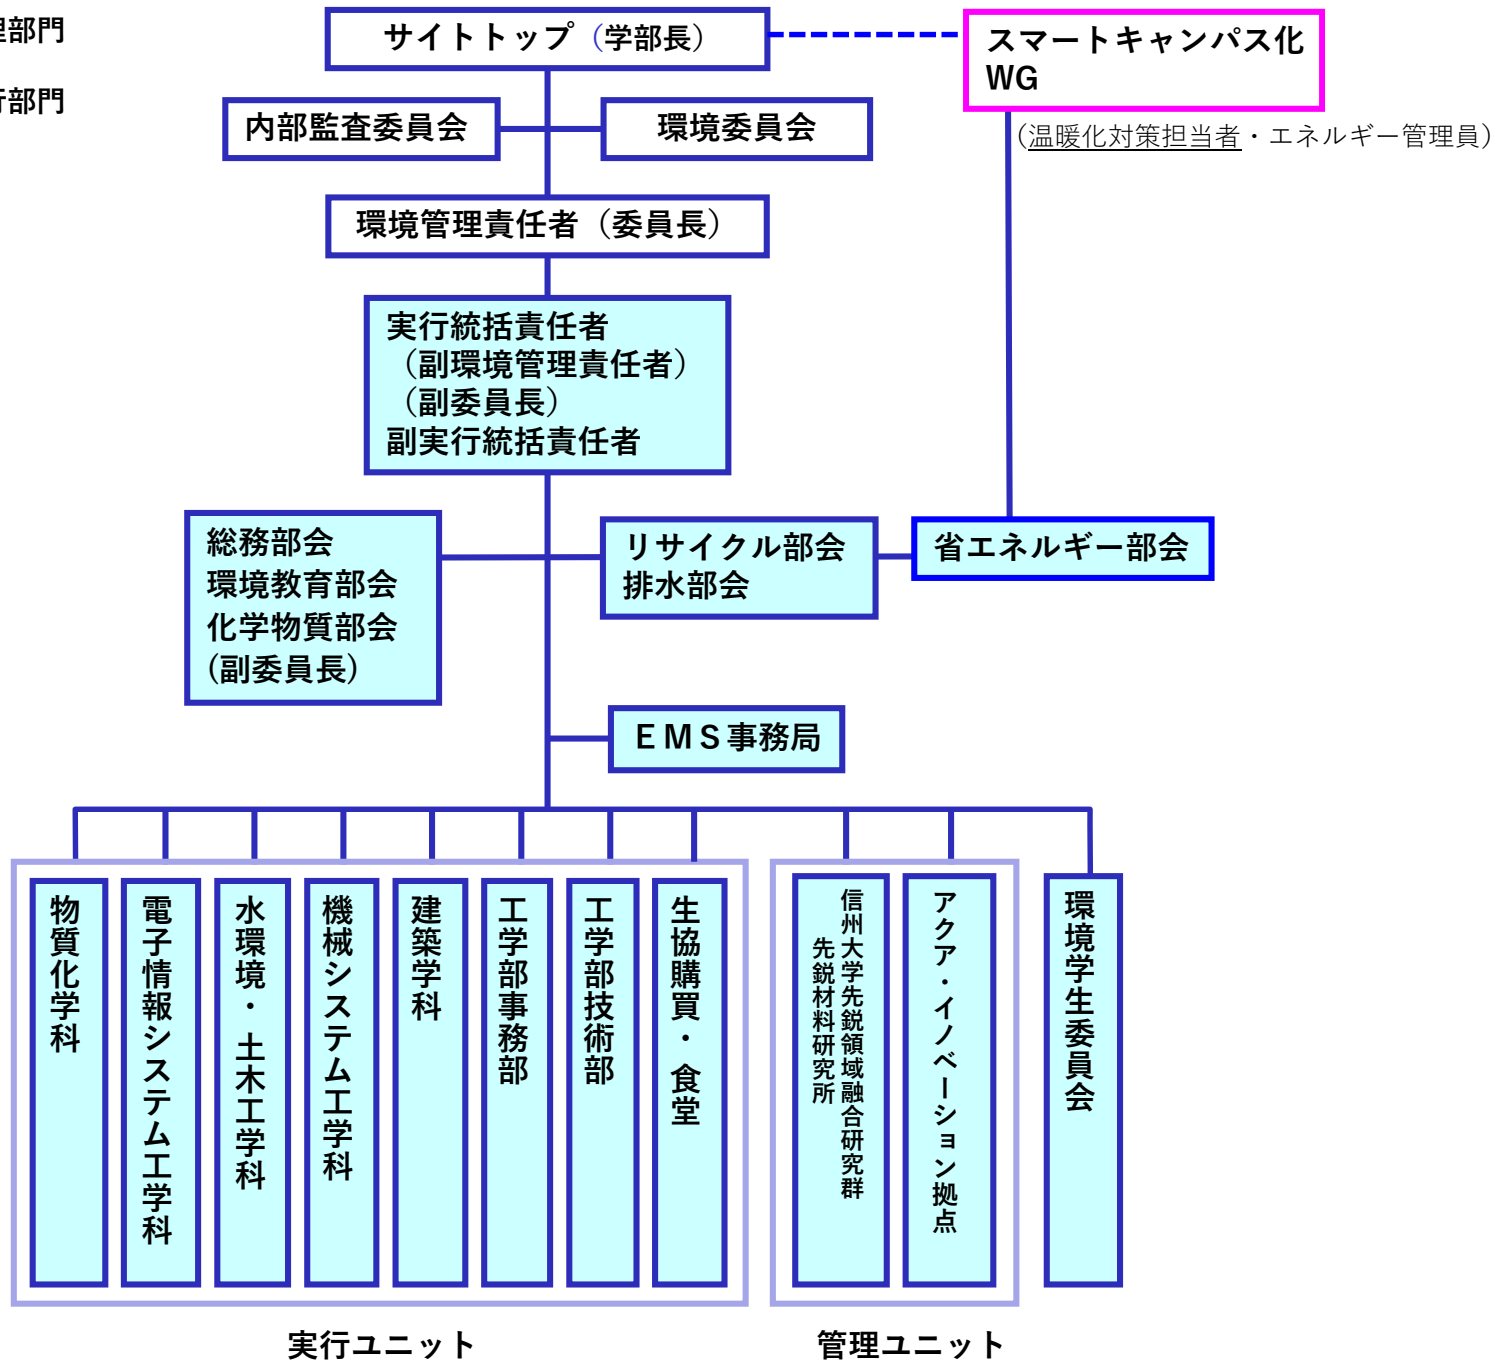 理部門
行部門
サイトトップ（学部長）
スマートキャンパス化
WG
（温暖化対策担当者・エネルギー管理員）
内部監査委員会
環境委員会
環境管理責任者（委員長）
実行統括責任者
（副環境管理責任者）
（副委員長）
副実行統括責任者
総務部会
環境教育部会
化学物質部会
(副委員長)
リサイクル部会
排水部会
省エネルギー部会
ＥＭＳ事務局
物質化学科
電子情報システム工学科
水環境・土木工学科
機械システム工学科
建築学科
工学部事務部
工学部技術部
生協購買・食堂
信州大学先鋭領域融合研究群
先鋭材料研究所
アクア・イノベーション拠点
環境学生委員会
実行ユニット
管理ユニット